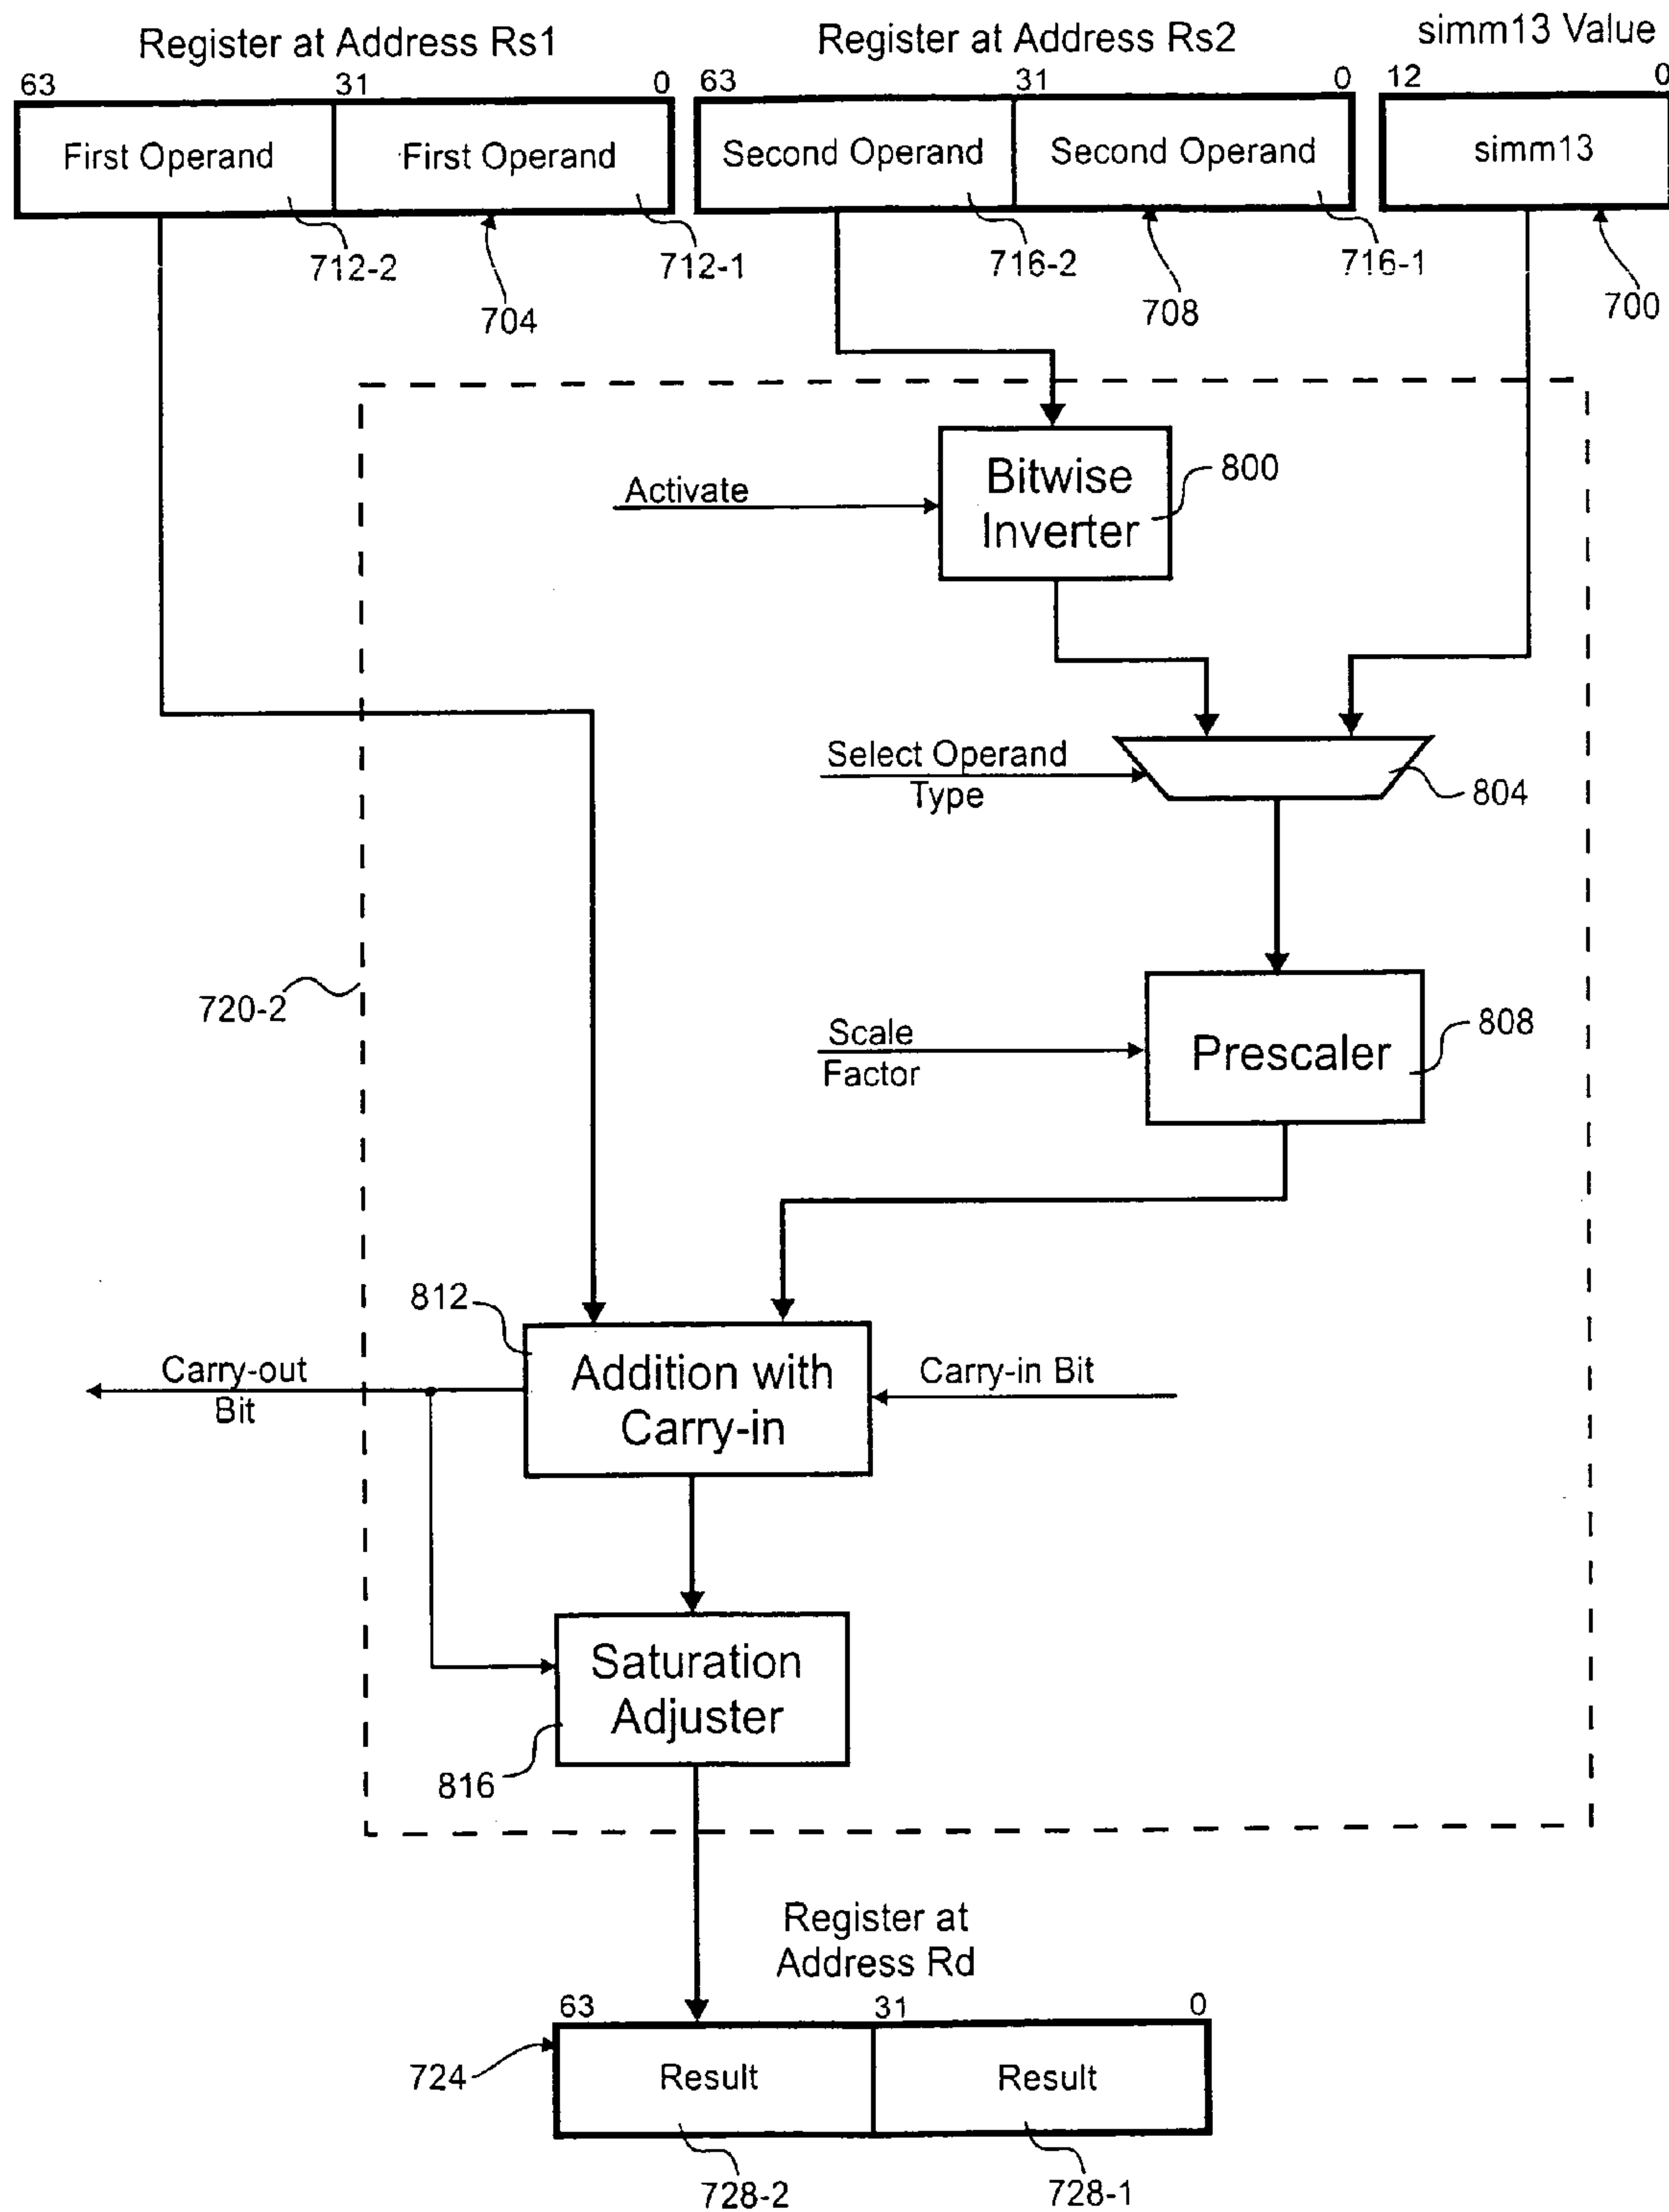 Register at Address Rs1
Register at Address Rs2
simm13 Value
63 31 0
63 31 0
12 0
First Operand
First Operand
Second Operand
Second Operand
simm13
712-2
704
712-1
716-2
708
716-1
700
Activate
Bitwise
Inverter
800
Select Operand
Type
804
720-2
Scale
Factor
Prescaler
808
812
Carry-out
Bit
Addition with
Carry-in
Carry-in Bit
Saturation
Adjuster
816
Register at
Address Rd
63 31 0
724
Result
Result
728-2
728-1